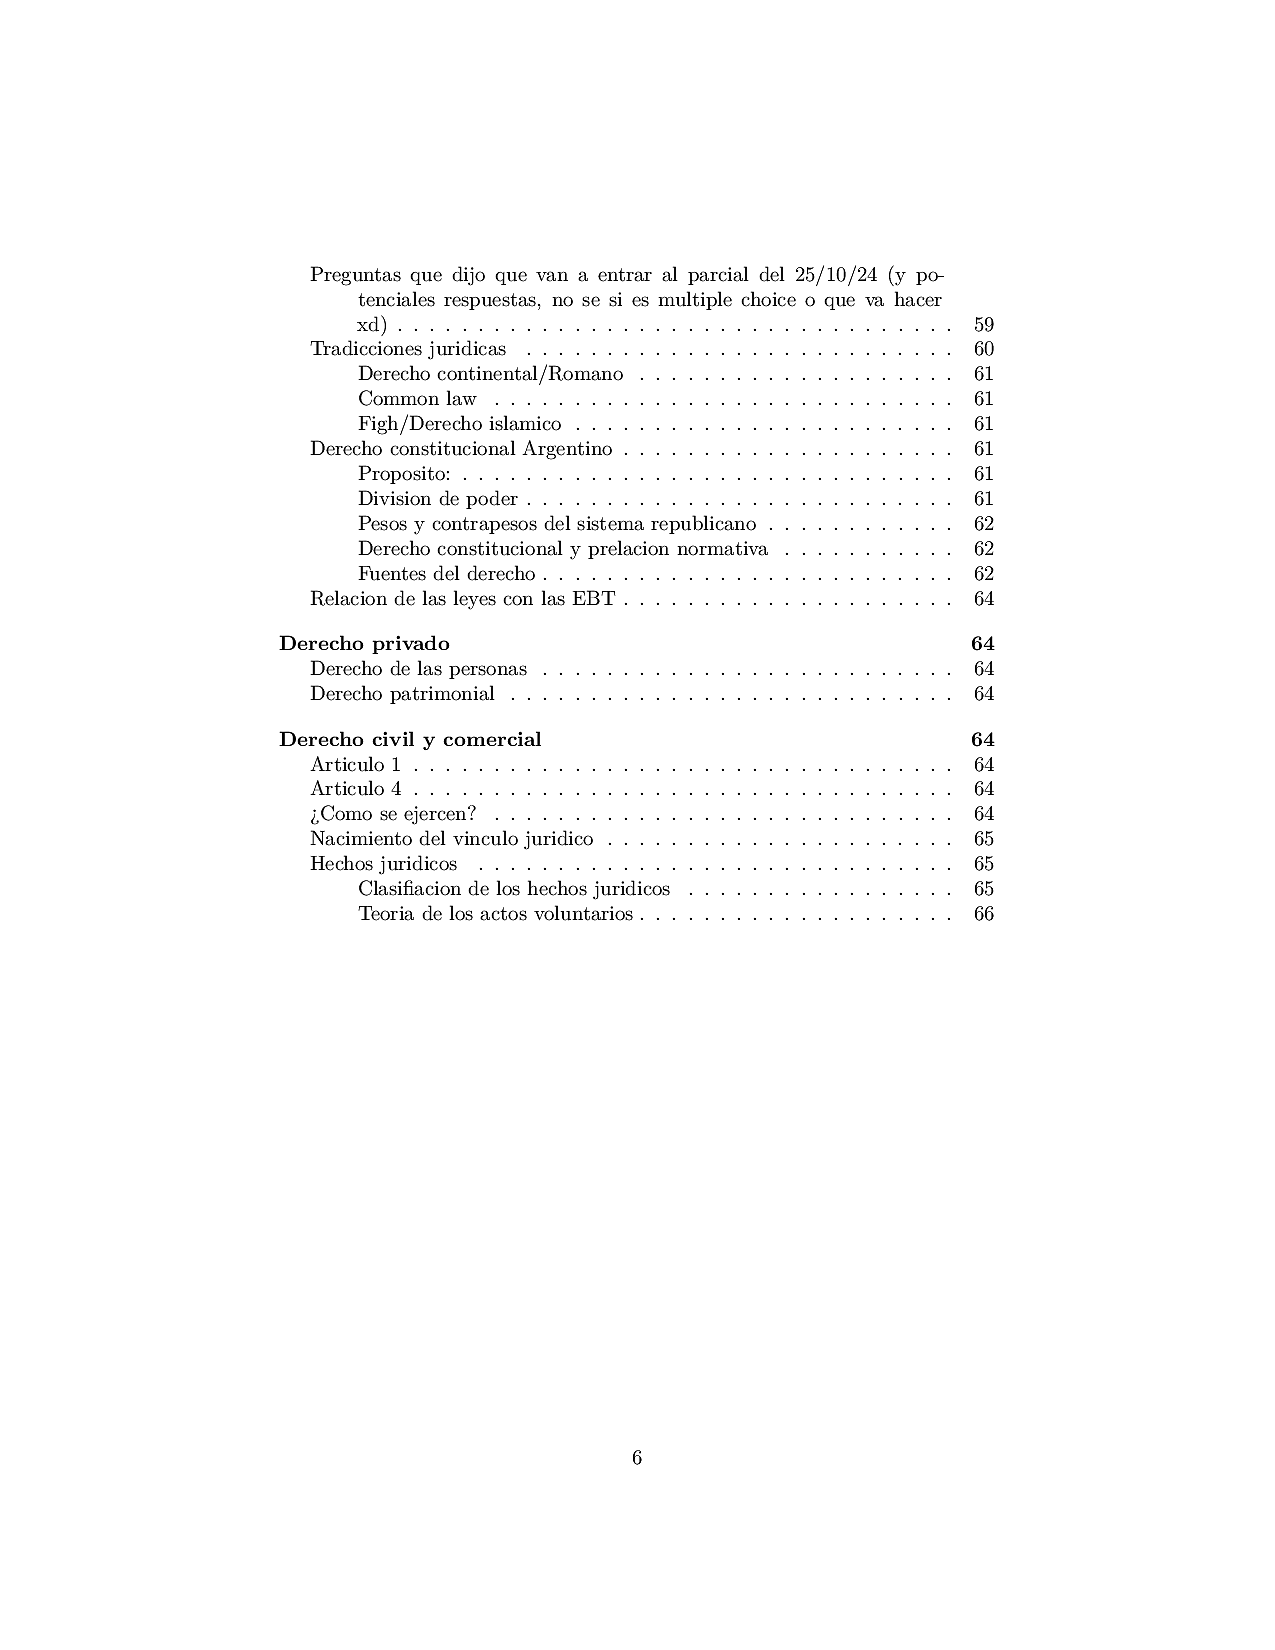 Preguntas que dijo que van a entrar al parcial del 25/10/24 (y po-
tenciales respuestas, no se si es multiple choice o que va hacer
xd) . . . . . . . . . . . . . . . . . . . . . . . . . . . . . . . . . . . 59
Tradicciones juridicas . . . . . . . . . . . . . . . . . . . . . . . . . . . 60
Derecho continental/Romano . . . . . . . . . . . . . . . . . . . . 61
Common law . . . . . . . . . . . . . . . . . . . . . . . . . . . . . 61
Figh/Derecho islamico . . . . . . . . . . . . . . . . . . . . . . . . 61
Derecho constitucional Argentino . . . . . . . . . . . . . . . . . . . . . 61
Proposito: . . . . . . . . . . . . . . . . . . . . . . . . . . . . . . . 61
Division de poder . . . . . . . . . . . . . . . . . . . . . . . . . . . 61
Pesos y contrapesos del sistema republicano . . . . . . . . . . . . 62
Derecho constitucional y prelacion normativa . . . . . . . . . . . 62
Fuentes del derecho . . . . . . . . . . . . . . . . . . . . . . . . . . 62
Relacion de las leyes con las EBT . . . . . . . . . . . . . . . . . . . . . 64
Derecho privado 64
Derecho de las personas . . . . . . . . . . . . . . . . . . . . . . . . . . 64
Derecho patrimonial . . . . . . . . . . . . . . . . . . . . . . . . . . . . 64
Derecho civil y comercial 64
Articulo 1 . . . . . . . . . . . . . . . . . . . . . . . . . . . . . . . . . . 64
Articulo 4 . . . . . . . . . . . . . . . . . . . . . . . . . . . . . . . . . . 64
¿Como se ejercen? . . . . . . . . . . . . . . . . . . . . . . . . . . . . . 64
Nacimiento del vinculo juridico . . . . . . . . . . . . . . . . . . . . . . 65
Hechos juridicos . . . . . . . . . . . . . . . . . . . . . . . . . . . . . . 65
Clasifiacion de los hechos juridicos . . . . . . . . . . . . . . . . . 65
Teoria de los actos voluntarios . . . . . . . . . . . . . . . . . . . . 66
6